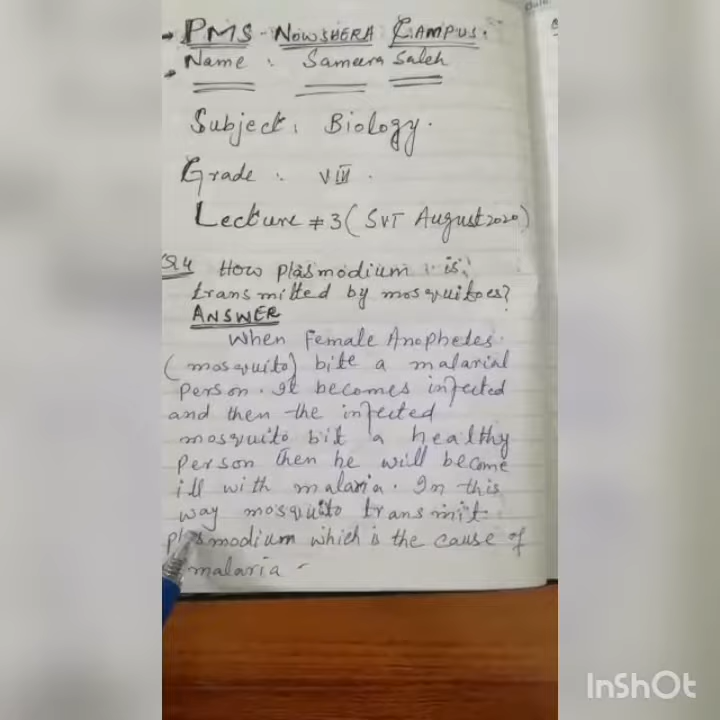 PMS - NOWSHERA CAMPUS.
Name : Sameera Saleh
Subject : Biology.
Grade : VIII.
Lecture # 3 (SVT August 2020)
Q4 How plasmodium is
transmitted by mosquitoes?
ANSWER
When Female Anopheles
(mosquito) bite a malarial
person. It becomes infected
and then the infected
mosquito bit a healthy
person then he will become
ill with malaria. In this
way mosquito transmit
plasmodium which is the cause of
malaria -
InShOt